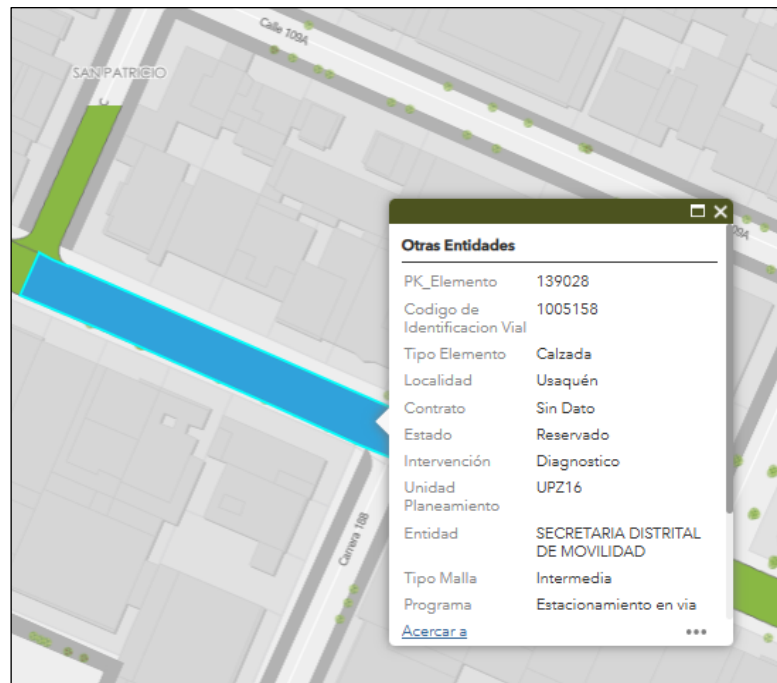 Calle 109A
SAN PATRICIO
C
09A
Otras Entidades
PK_Elemento 139028
Codigo de 1005158
Identificacion Vial
Tipo Elemento Calzada
Localidad Usaquén
Contrato Sin Dato
Estado Reservado
Intervención Diagnostico
Unidad UPZ16
Planeamiento
Entidad SECRETARIA DISTRITAL
DE MOVILIDAD
Tipo Malla Intermedia
Programa Estacionamiento en via
Acercar a
Carrera 18B